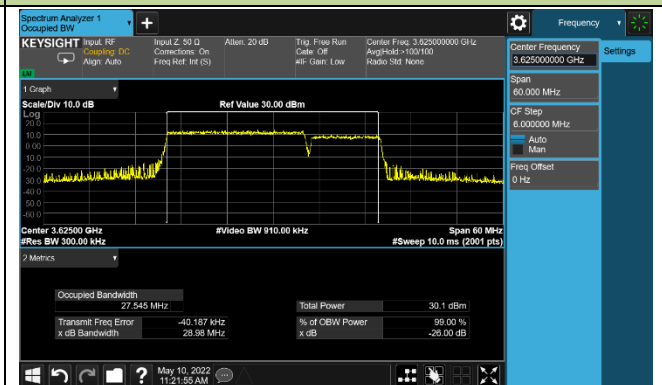 Spectrum Analyzer 1
Occupied BW
+
Frequency
KEYSIGHT Input: RF Input Z: 50 Ω Atten: 20 dB Trig: Free Run Center Freq: 3.625000000 GHz
Coupling: DC Corrections: On Gate: Off Avg|Hold:>100/100
Align: Auto Freq Ref: Int (S) #IF Gain: Low Radio Std: None
LXI
Center Frequency
3.625000000 GHz
Settings
Span
60.000 MHz
CF Step
6.000000 MHz
Auto
Man
Freq Offset
0 Hz
1 Graph
Scale/Div 10.0 dB Ref Value 30.00 dBm
Log
20.0
10.0
0.00
-10.0
-20.0
-30.0
-40.0
-50.0
-60.0
Center 3.62500 GHz #Video BW 910.00 kHz Span 60 MHz
#Res BW 300.00 kHz #Sweep 10.0 ms (2001 pts)
2 Metrics
Occupied Bandwidth
27.545 MHz Total Power 30.1 dBm
Transmit Freq Error -40.187 kHz % of OBW Power 99.00 %
x dB Bandwidth 28.98 MHz x dB -26.00 dB
?
May 10, 2022
11:21:55 AM